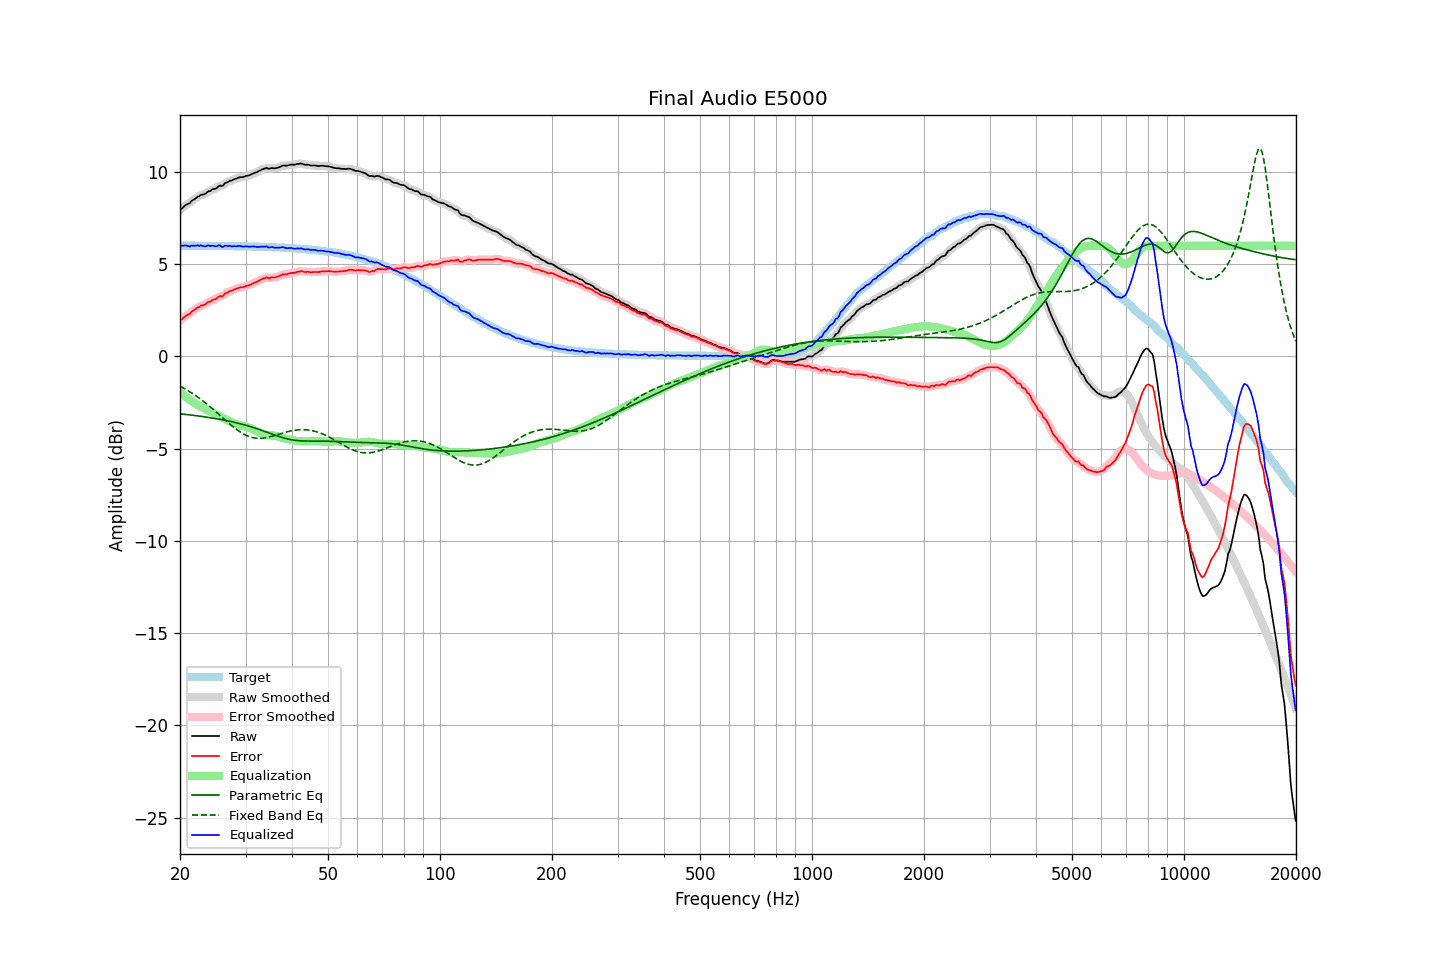 Final Audio E5000
Amplitude (dBr)
10
5
0
−5
−10
−15
−20
−25
Target
Raw Smoothed
Error Smoothed
Raw
Error
Equalization
Parametric Eq
Fixed Band Eq
Equalized
20 50 100 200 500 1000 2000 5000 10000 20000
Frequency (Hz)